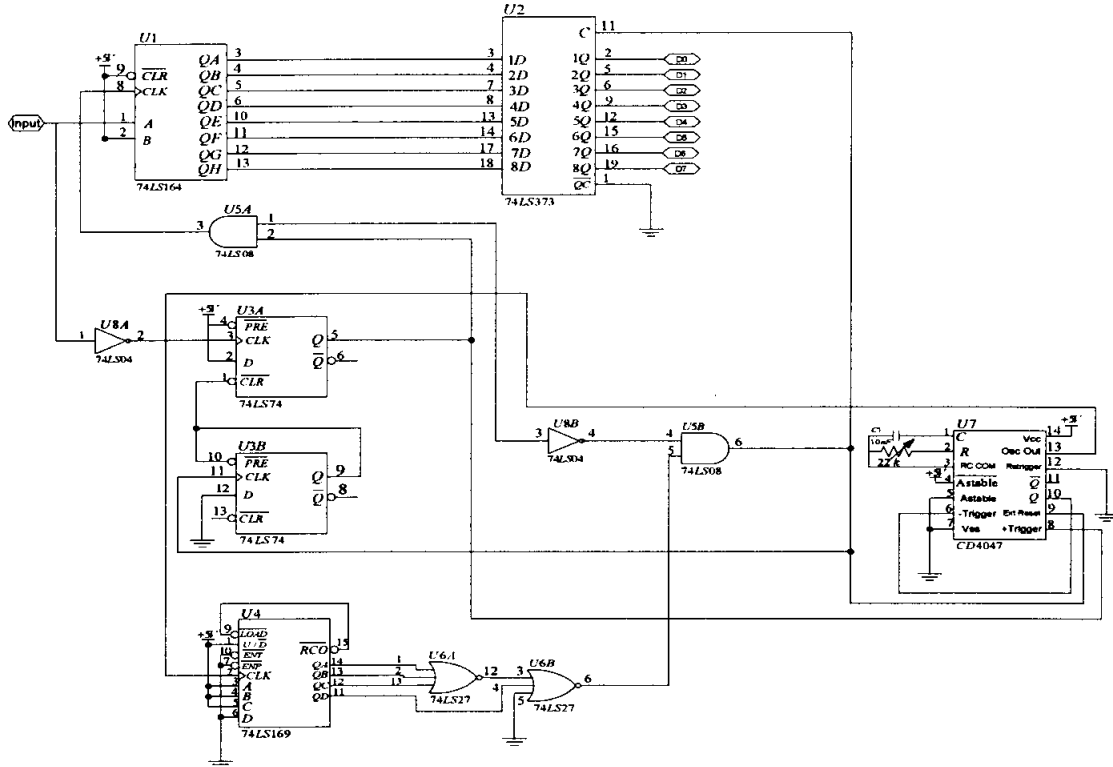 U2
C 11
U1
+5V
9 CLR QA 3 3 1D 1Q 2 D0
8 CLK QB 4 4 2D 2Q 5 D1
QC 5 7 3D 3Q 6 D2
QD 6 8 4D 4Q 9 D3
Input 1 A QE 10 13 5D 5Q 12 D4
2 B QF 11 14 6D 6Q 15 D5
QG 12 17 7D 7Q 16 D6
QH 13 18 8D 8Q 19 D7
QC 1
74LS164
74LS373
U5A
3 1
2
74LS08
+5V
U3A
4 PRE
3 CLK Q 5
2 D Q 6
1 CLR
74LS74
U8A
1 2
74LS04
U3B
10 PRE
11 CLK Q 9
12 D Q 8
13 CLR
74LS74
U8B
3 4
74LS04
U5B
4 6
5
74LS08
U7
+5V
C1
10nF
22 k
+5V
1 C Vcc 14
2 R Osc Out 13
3 RC COM Retrigger 12
4 Astable Q 11
5 Astable Q 10
6 -Trigger Ext Reset 9
7 Vss +Trigger 8
CD4047
U4
+5V
9 LOAD
1 U/D RCO 15
10 ENT QA 14
7 ENP QB 13
2 CLK QC 12
3 A QD 11
4 B
5 C
6 D
74LS169
U6A
1 12
2
13
74LS27
U6B
3 6
4
5
74LS27